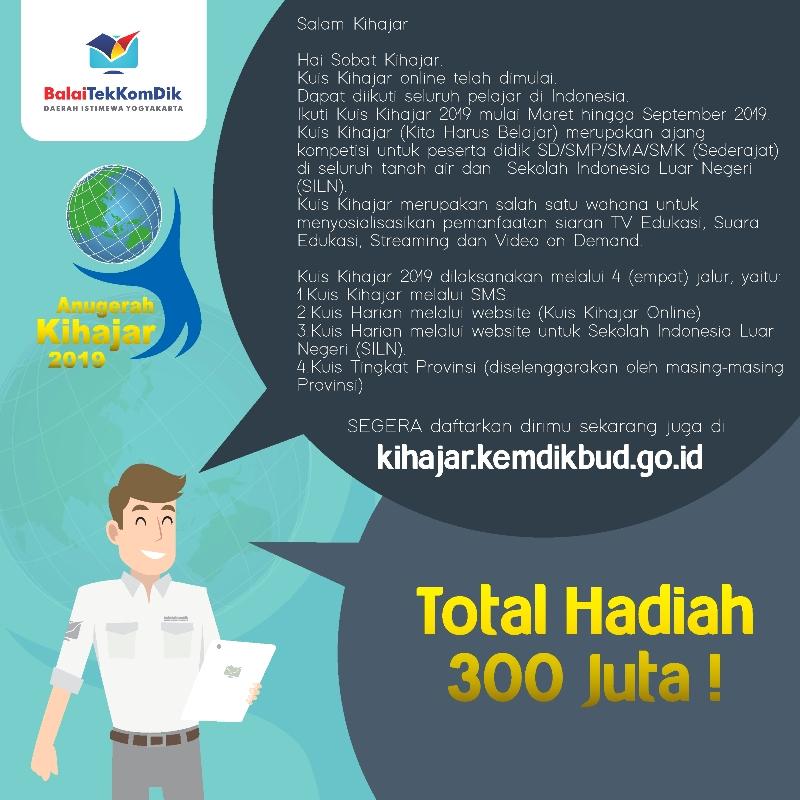 BalaiTekKomDik
DAERAH ISTIMEWA YOGYAKARTA
Anugerah
Kihajar
2019
Salam Kihajar
Hai Sobat Kihajar.
Kuis Kihajar online telah dimulai.
Dapat diikuti seluruh pelajar di Indonesia.
Ikuti Kuis Kihajar 2019 mulai Maret hingga September 2019.
Kuis Kihajar (Kita Harus Belajar) merupakan ajang
kompetisi untuk peserta didik SD/SMP/SMA/SMK (Sederajat)
di seluruh tanah air dan Sekolah Indonesia Luar Negeri
(SILN).
Kuis Kihajar merupakan salah satu wahana untuk
menyosialisasikan pemanfaatan siaran TV Edukasi, Suara
Edukasi, Streaming dan Video on Demand.
Kuis Kihajar 2019 dilaksanakan melalui 4 (empat) jalur, yaitu:
1.Kuis Kihajar melalui SMS
2.Kuis Harian melalui website (Kuis Kihajar Online)
3.Kuis Harian melalui website untuk Sekolah Indonesia Luar
Negeri (SILN).
4.Kuis Tingkat Provinsi (diselenggarakan oleh masing-masing
Provinsi)
SEGERA daftarkan dirimu sekarang juga di
kihajar.kemdikbud.go.id
Total Hadiah
300 Juta !
BalaiTekKomDik